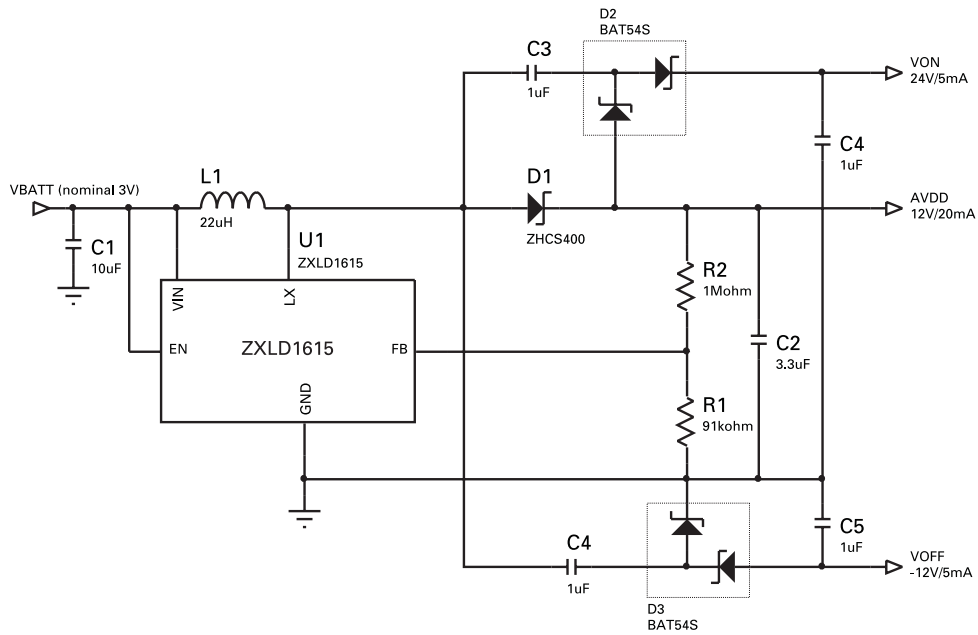 D2
BAT54S
C3
1uF
VON
24V/5mA
C4
1uF
VBATT (nominal 3V)
L1
22uH
D1
ZHCS400
AVDD
12V/20mA
C1
10uF
U1
ZXLD1615
VIN
LX
R2
1Mohm
EN
ZXLD1615
FB
C2
3.3uF
GND
R1
91kohm
C4
1uF
C5
1uF
VOFF
-12V/5mA
D3
BAT54S